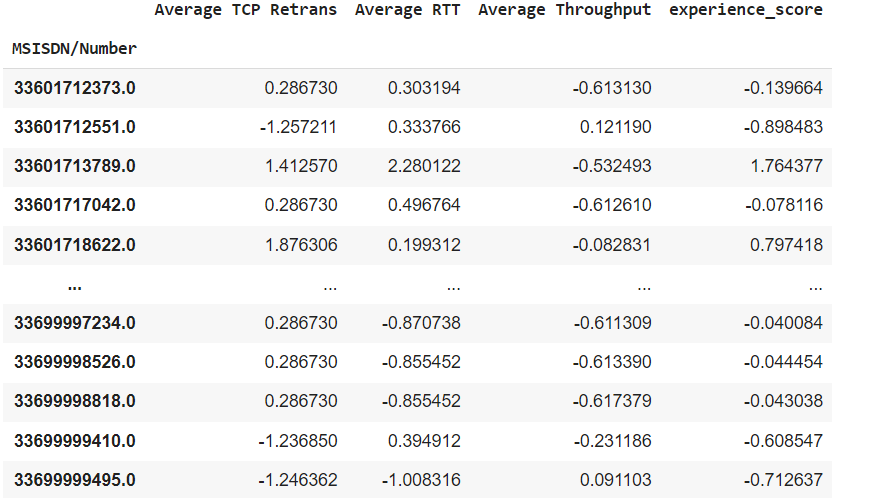 Average TCP Retrans Average RTT Average Throughput experience_score
MSISDN/Number
33601712373.0 0.286730 0.303194 -0.613130 -0.139664
33601712551.0 -1.257211 0.333766 0.121190 -0.898483
33601713789.0 1.412570 2.280122 -0.532493 1.764377
33601717042.0 0.286730 0.496764 -0.612610 -0.078116
33601718622.0 1.876306 0.199312 -0.082831 0.797418
... ... ... ... ...
33699997234.0 0.286730 -0.870738 -0.611309 -0.040084
33699998526.0 0.286730 -0.855452 -0.613390 -0.044454
33699998818.0 0.286730 -0.855452 -0.617379 -0.043038
33699999410.0 -1.236850 0.394912 -0.231186 -0.608547
33699999495.0 -1.246362 -1.008316 0.091103 -0.712637